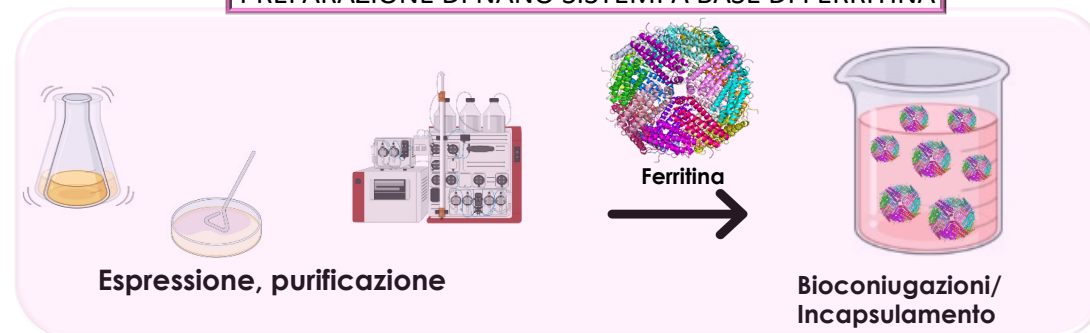 PREPARAZIONE DI NANO SISTEMI A BASE DI FERRITINA
Ferritina
Espressione, purificazione
Bioconiugazioni/
Incapsulamento